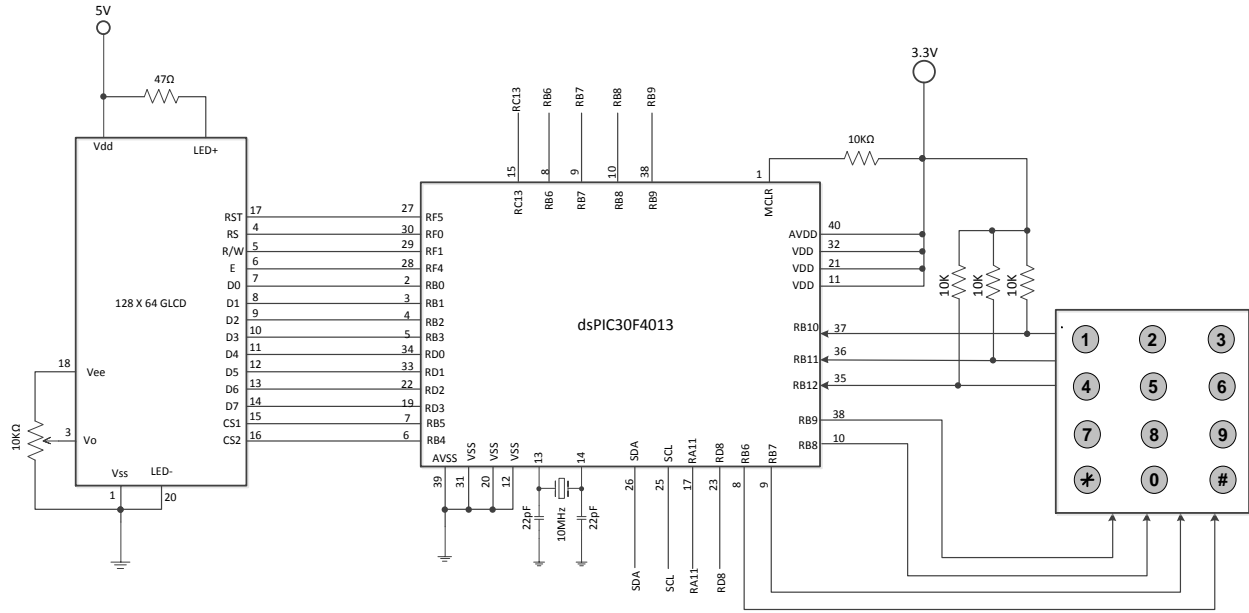 5V
47Ω
Vdd
LED+
128 X 64 GLCD
RST 17
RS 4
R/W 5
E 6
D0 7
D1 8
D2 9
D3 10
D4 11
D5 12
D6 13
D7 14
CS1 15
CS2 16
18 Vee
3 Vo
10KΩ
Vss
LED-
1
20
RC13
RB6
RB7
RB8
RB9
15
8
9
10
38
RC13
RB6
RB7
RB8
RB9
1
MCLR
10KΩ
3.3V
27 RF5
30 RF0
29 RF1
28 RF4
2 RB0
3 RB1
4 RB2
5 RB3
34 RD0
33 RD1
22 RD2
19 RD3
7 RB5
6 RB4
dsPIC30F4013
AVDD 40
VDD 32
VDD 21
VDD 11
RB10 37
RB11 36
RB12 35
RB9 38
RB8 10
10K
10K
10K
AVSS
VSS
VSS
VSS
39
31
20
12
13
14
22pF
10MHz
22pF
SDA
SCL
RA11
RD8
RB6
RB7
26
25
17
23
8
9
SDA
SCL
RA11
RD8
1 2 3
4 5 6
7 8 9
* 0 #